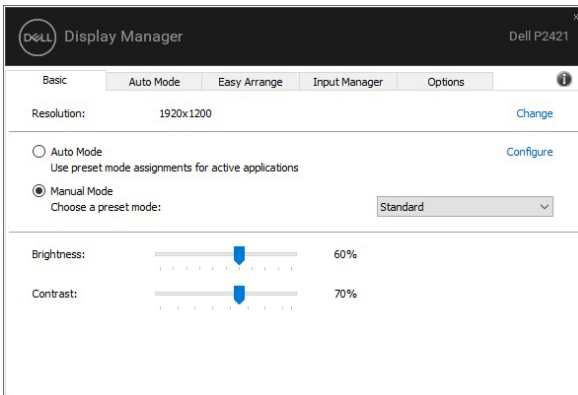 DELL Display Manager Dell P2421
Basic Auto Mode Easy Arrange Input Manager Options
Resolution: 1920x1200 Change
Auto Mode Configure
Use preset mode assignments for active applications
Manual Mode
Choose a preset mode: Standard
Brightness: 60%
Contrast: 70%